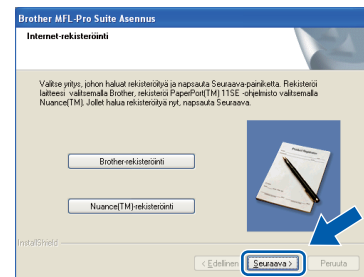 Brother MFL-Pro Suite Asennus
Internet-rekisteröinti
Valitse yritys, johon haluat rekisteröityä ja napsauta Seuraava-painiketta. Rekisteröi
laitteesi valitsemalla Brother, rekisteröi PaperPort(TM) 11SE -ohjelmisto valitsemalla
Nuance(TM). Jollet halua rekisteröityä nyt, napsauta Seuraava.
Brother-rekisteröinti
Nuance(TM)-rekisteröinti
InstallShield
< Edellinen Seuraava > Peruuta